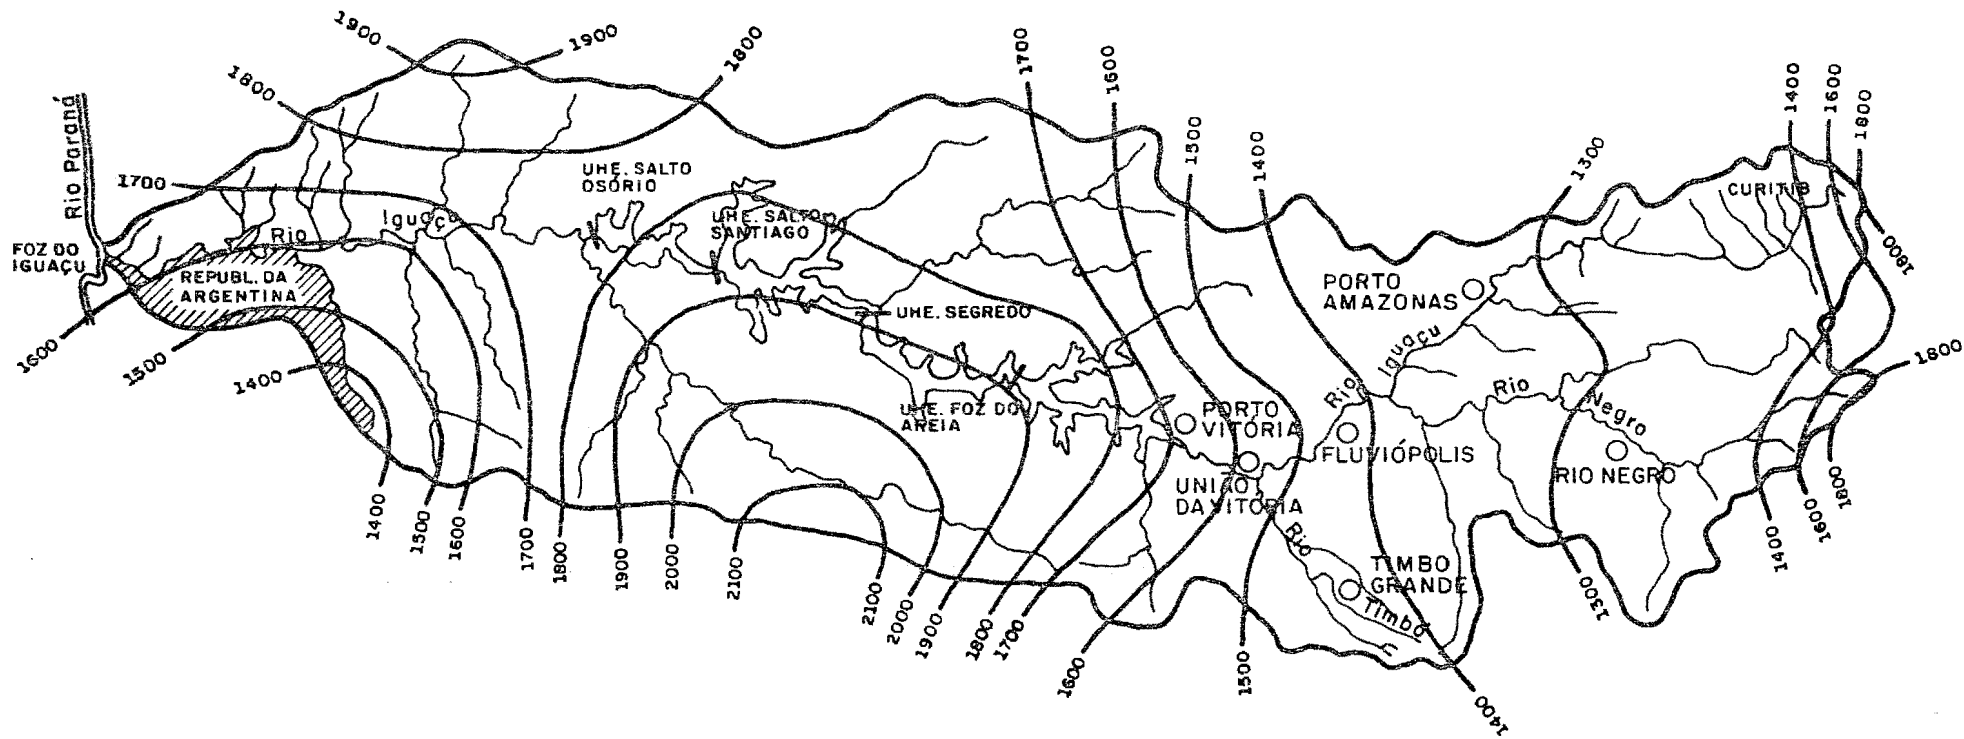 1900
1900
1800
1800
1700
1600
1500
1400
1300
1400
1600
1800
Rio Paraná
1700
FOZ DO
IGUAÇU
Rio
Iguaçu
REPUBL. DA
ARGENTINA
UHE. SALTO
OSÓRIO
UHE. SALTO
SANTIAGO
UHE. SEGREDO
UHE. FOZ DO
AREIA
PORTO
VITÓRIA
UNIÃO
DA VITÓRIA
FLUVIÓPOLIS
PORTO
AMAZONAS
Rio Iguaçu
Rio Negro
RIO NEGRO
CURITIB
TIMBO
GRANDE
Rio
Timbó
1800
1800
1600
1500
1400
1400
1500
1600
1700
1800
1900
2000
2100
2100
2000
1900
1800
1700
1600
1500
1400
1300
1400
1600
1800